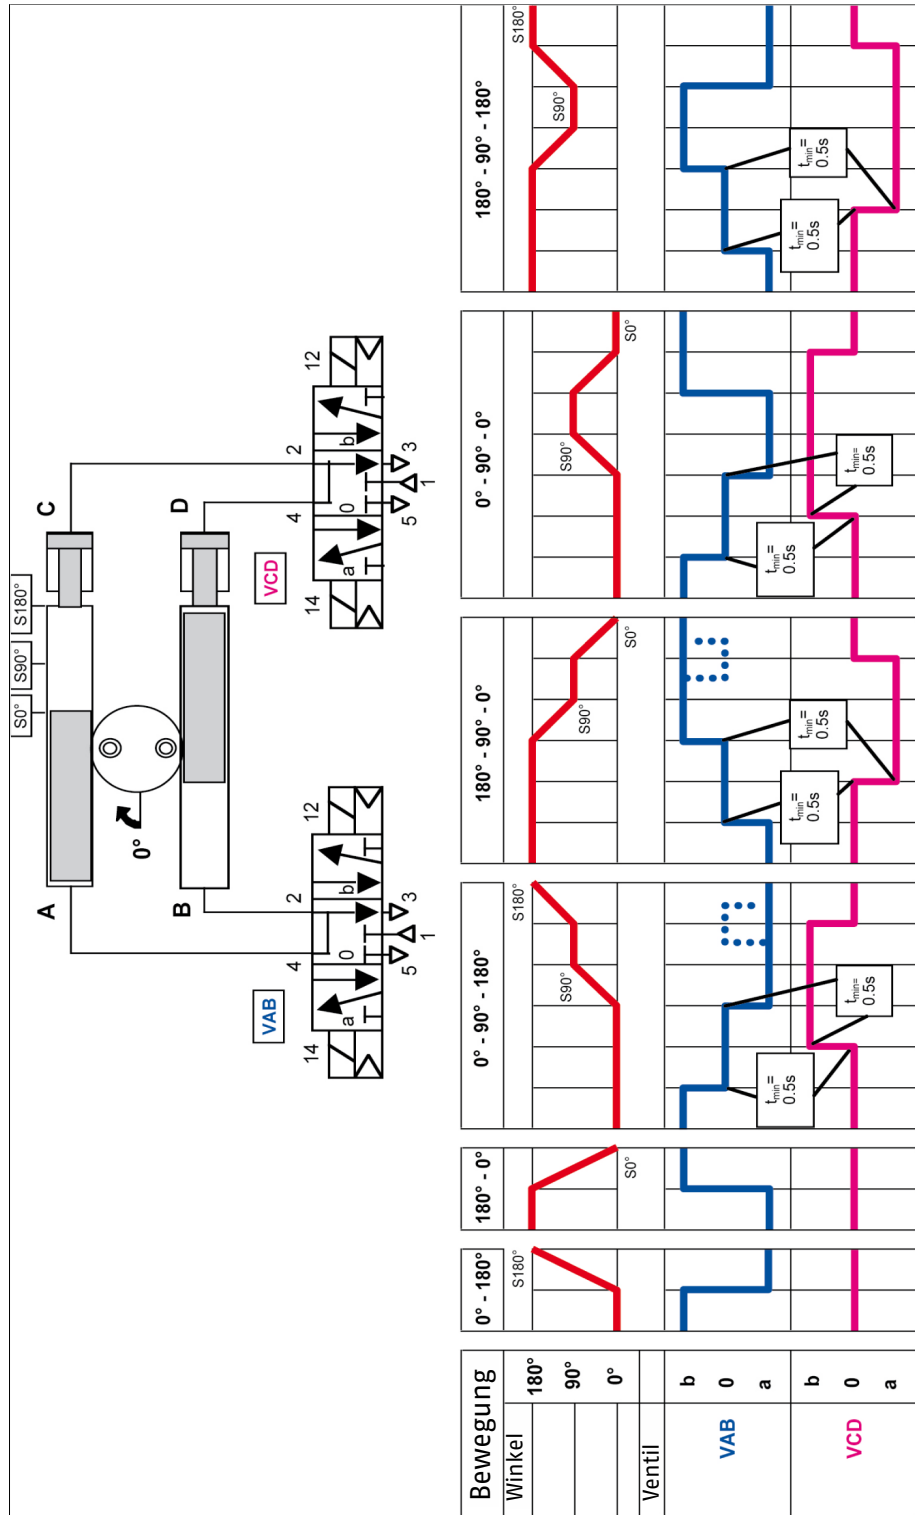 S0° S90° S180°
A
C
0°
B
D
VAB
VCD
14
4
2
12
a
0
b
5
1
3
14
4
2
12
a
0
b
5
1
3
Bewegung
0° - 180°
180° - 0°
0° - 90° - 180°
180° - 90° - 0°
0° - 90° - 0°
180° - 90° - 180°
Winkel
180°
90°
0°
S180°
S0°
S90°
S180°
S90°
S0°
S90°
S0°
S90°
S180°
Ventil
VAB
b
0
a
VCD
b
0
a
tmin=
0.5s
tmin=
0.5s
tmin=
0.5s
tmin=
0.5s
tmin=
0.5s
tmin=
0.5s
tmin=
0.5s
tmin=
0.5s